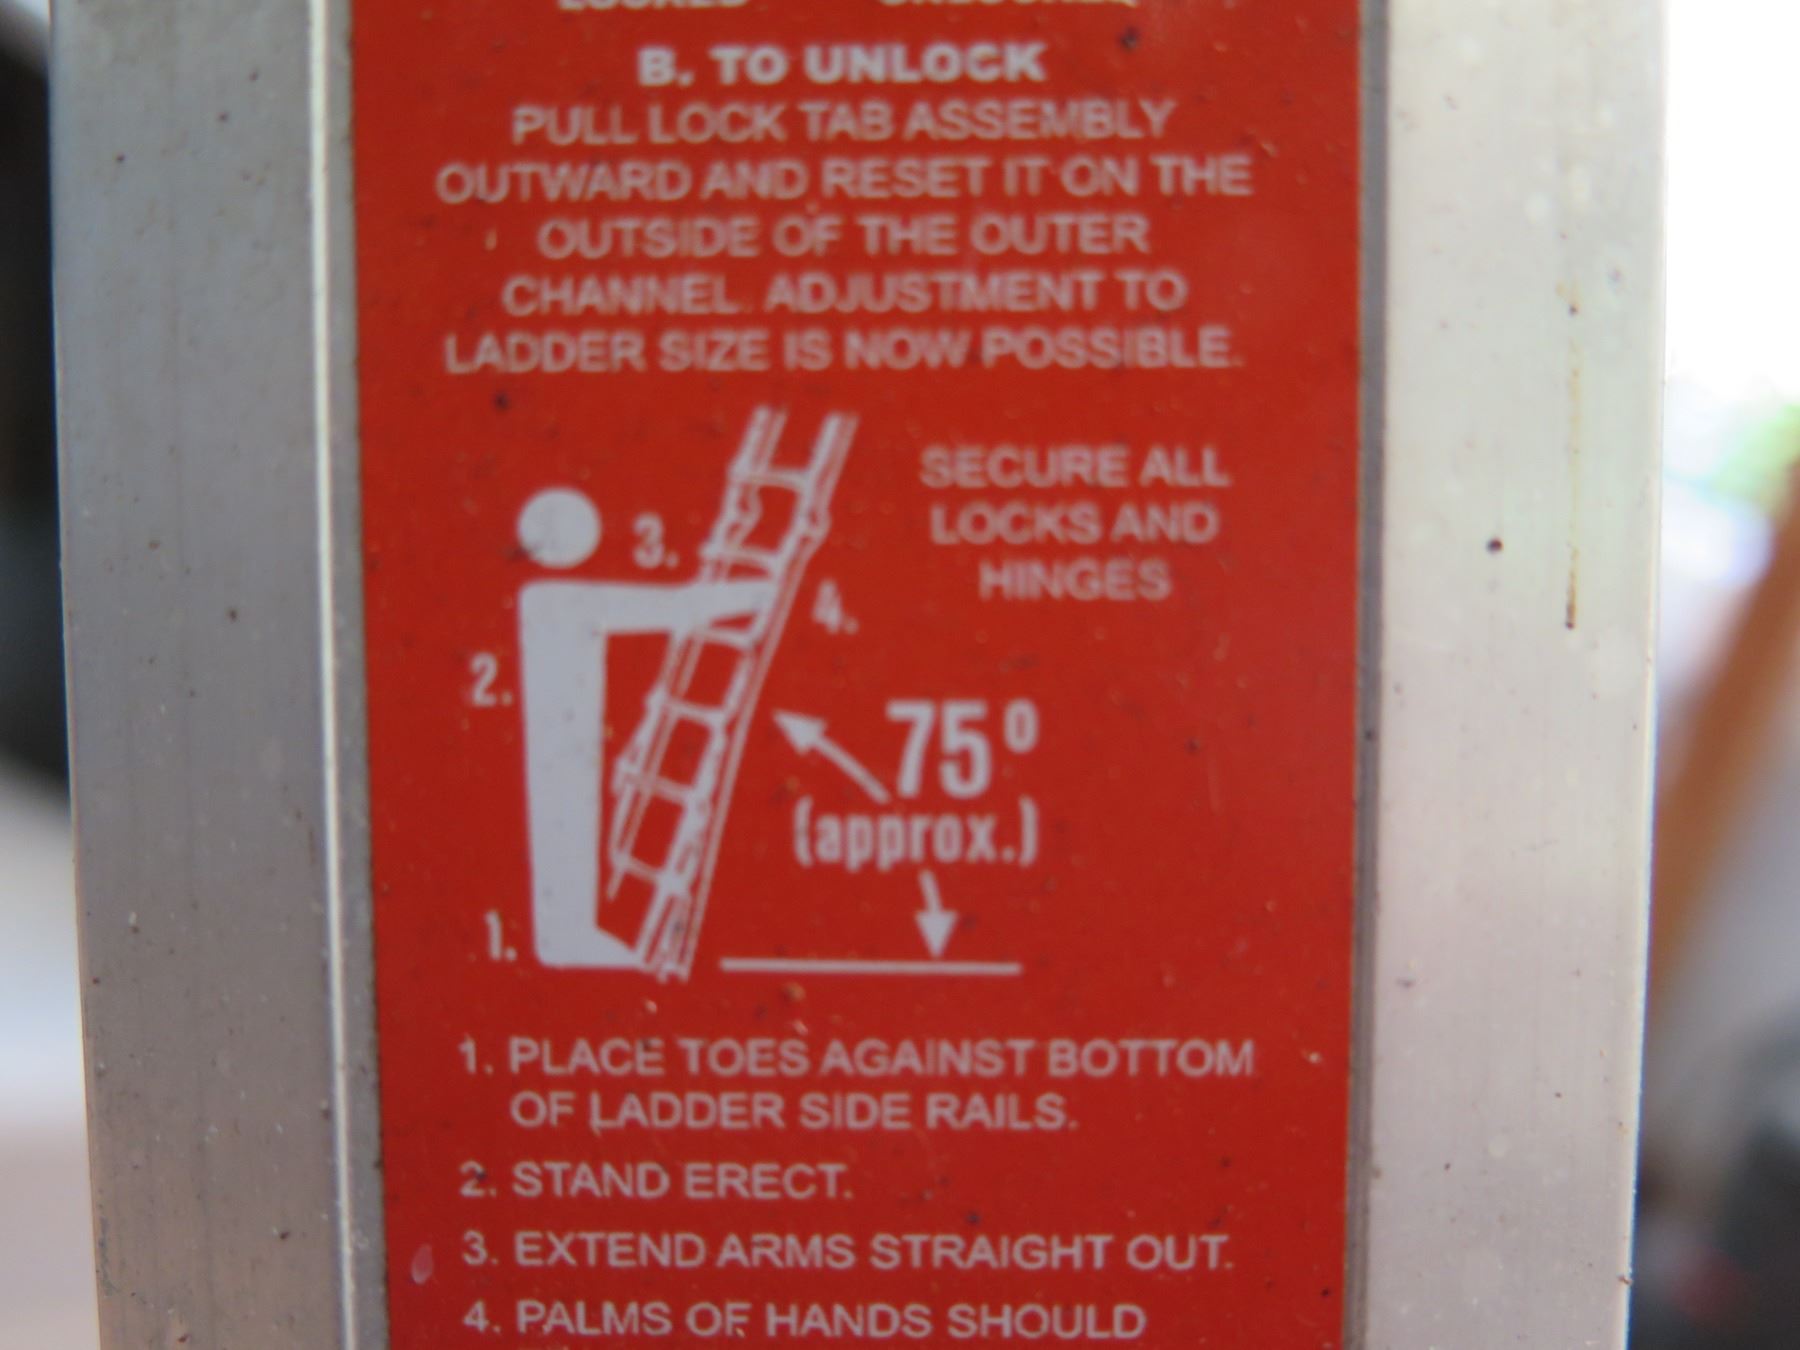 B. TO UNLOCK
PULL LOCK TAB ASSEMBLY
OUTWARD AND RESET IT ON THE
OUTSIDE OF THE OUTER
CHANNEL. ADJUSTMENT TO
LADDER SIZE IS NOW POSSIBLE.
SECURE ALL
LOCKS AND
HINGES
3.
4.
2.
75º
(approx.)
1.
1. PLACE TOES AGAINST BOTTOM
OF LADDER SIDE RAILS.
2. STAND ERECT.
3. EXTEND ARMS STRAIGHT OUT.
4. PALMS OF HANDS SHOULD